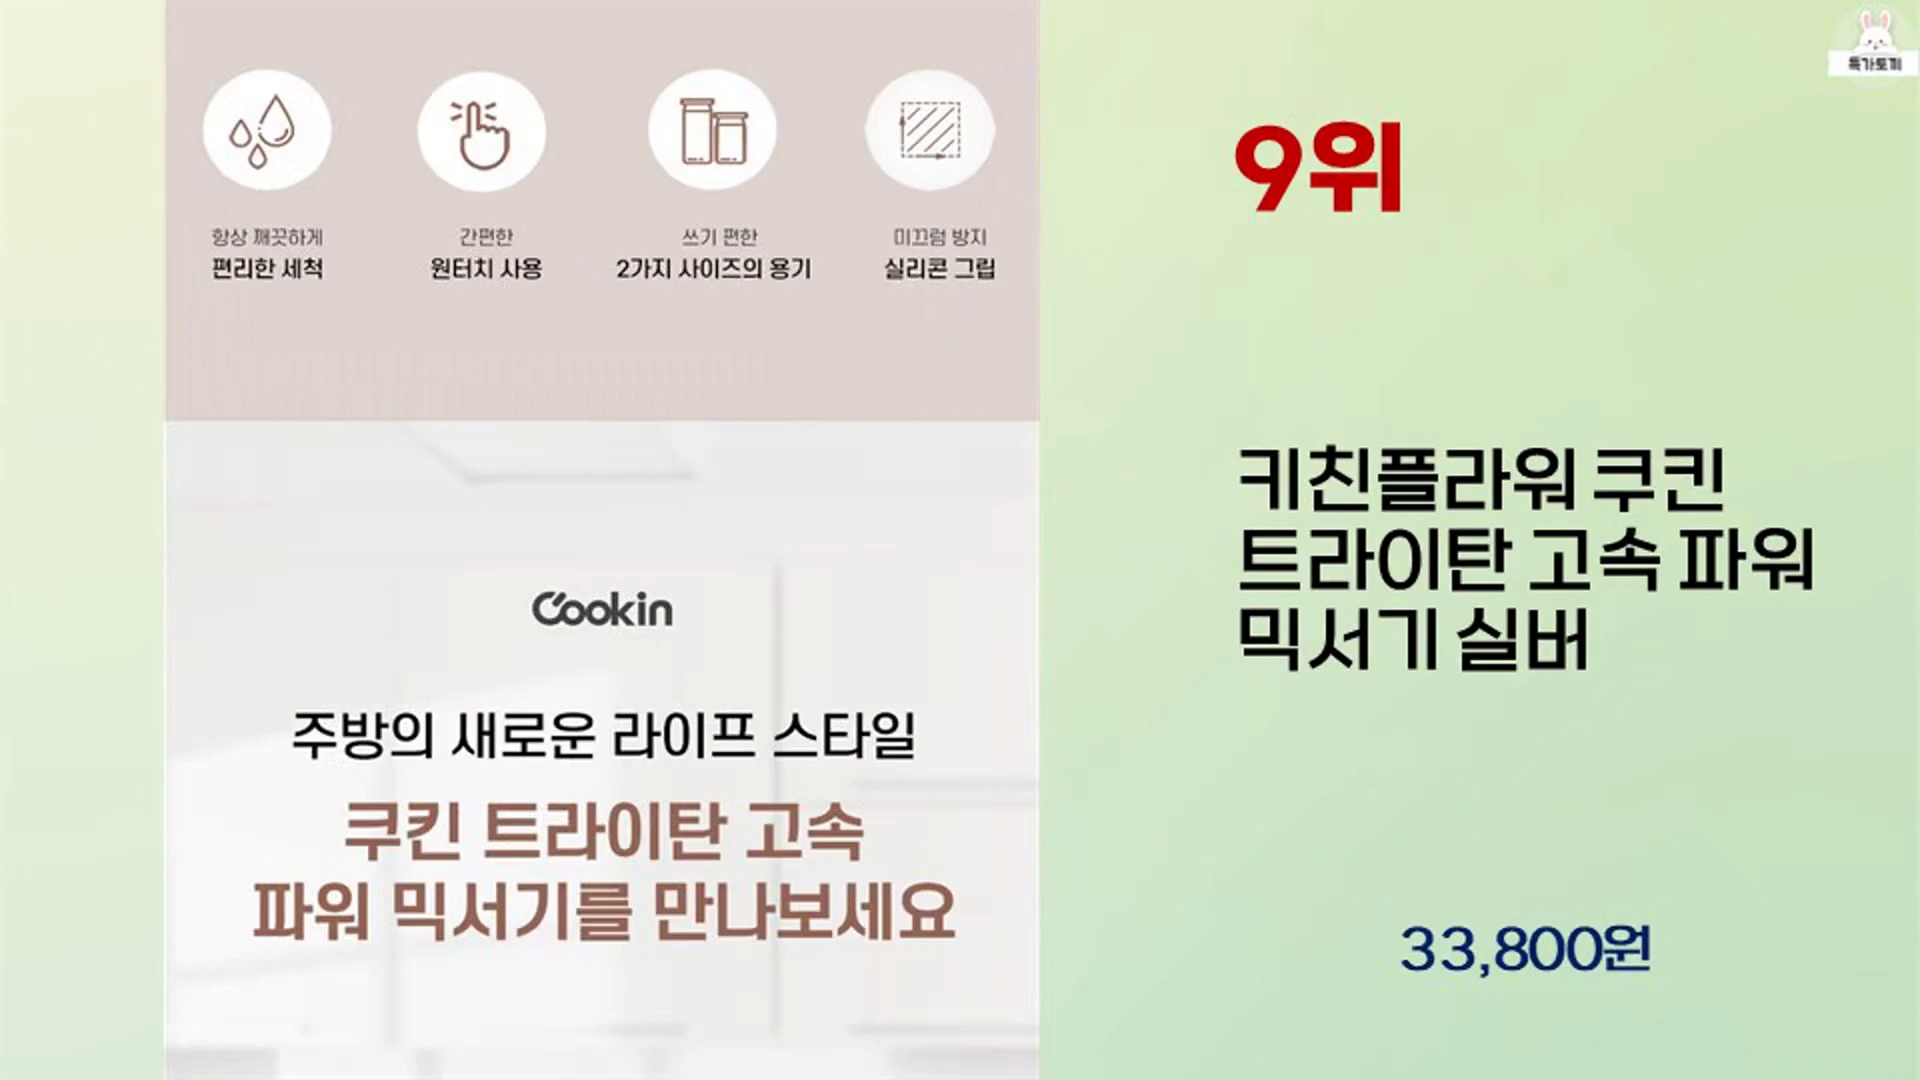 항상 깨끗하게
편리한 세척
간편한
원터치 사용
쓰기 편한
2가지 사이즈의 용기
미끄럼 방지
실리콘 그립
Cookin
주방의 새로운 라이프 스타일
쿠킨 트라이탄 고속
파워 믹서기를 만나보세요
특가토끼
9위
키친플라워 쿠킨
트라이탄 고속 파워
믹서기 실버
33,800원